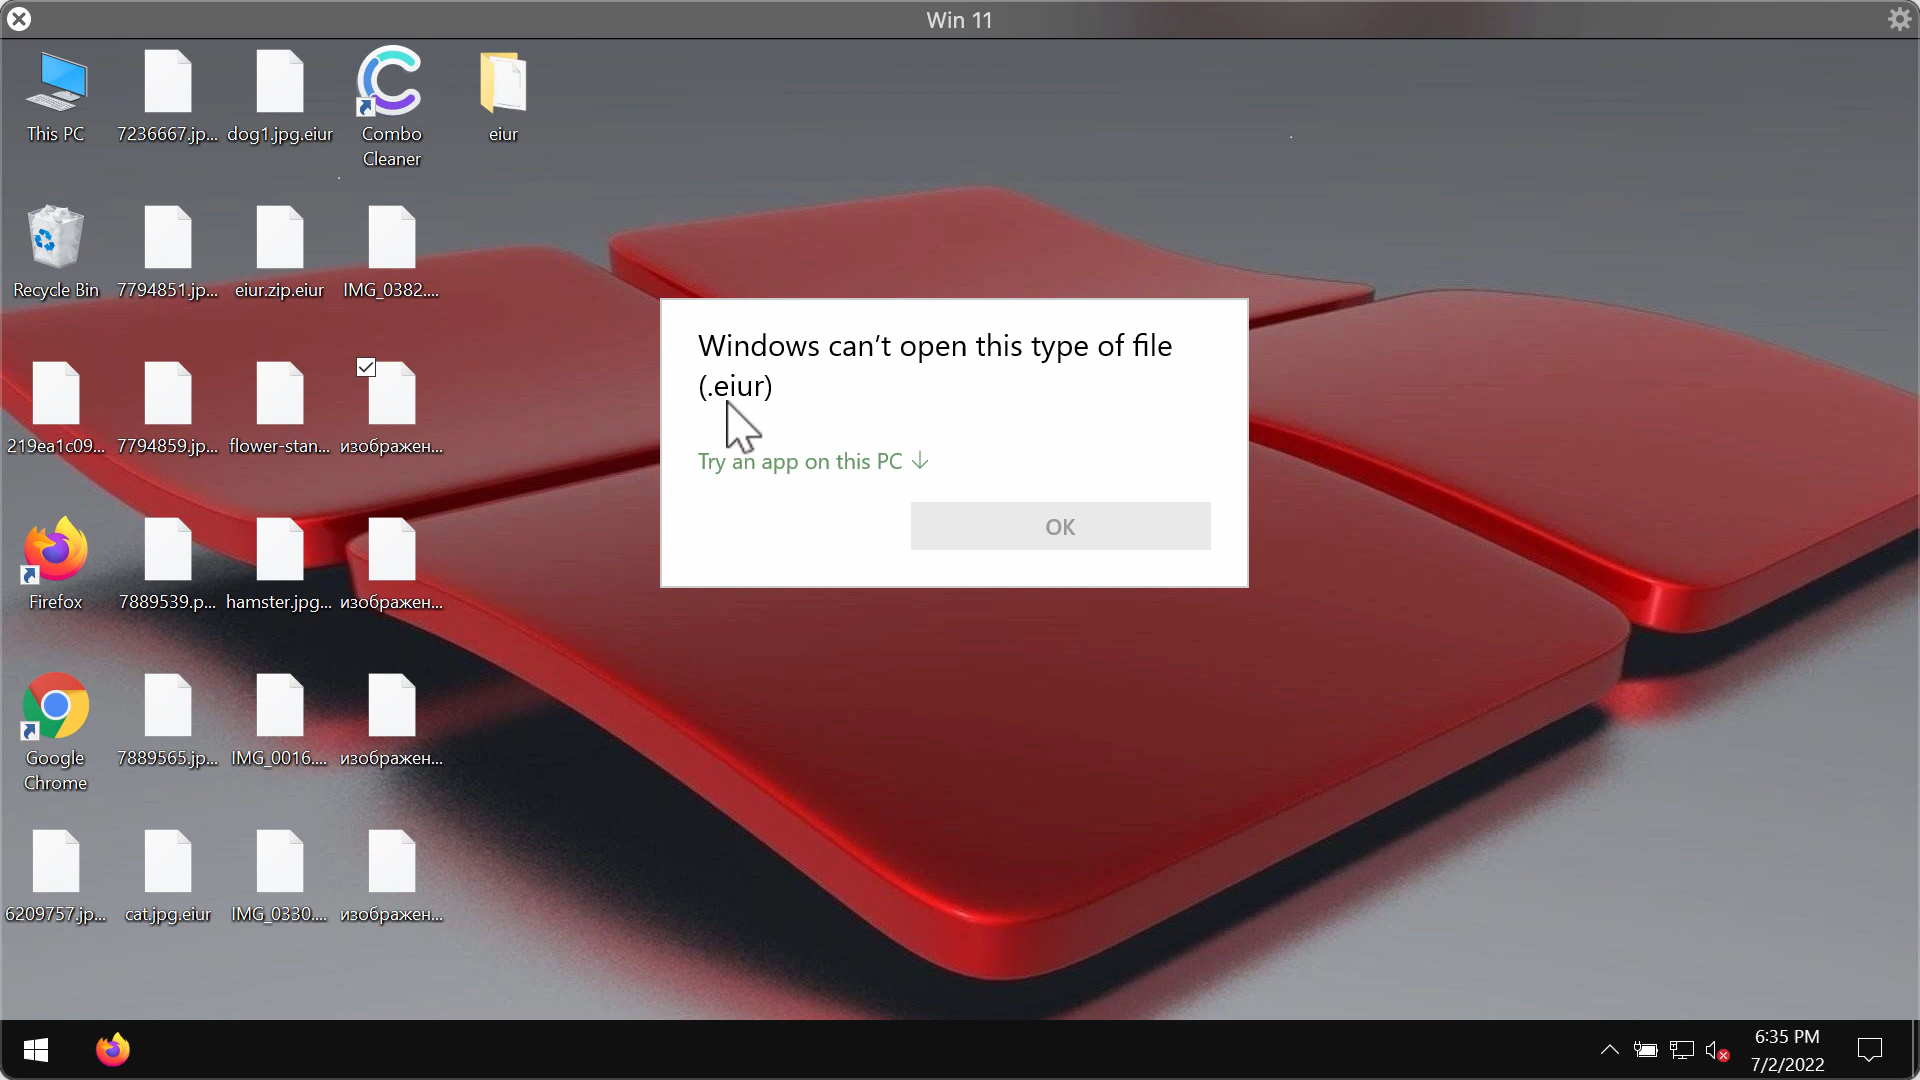 Win 11
This PC
7236667.jp...
dog1.jpg.eiur
Combo
Cleaner
eiur
Recycle Bin
7794851.jp...
eiur.zip.eiur
IMG_0382....
219ea1c09...
7794859.jp...
flower-stan...
изображен...
Firefox
7889539.p...
hamster.jpg...
изображен...
Google
Chrome
7889565.jp...
IMG_0016....
изображен...
6209757.jp...
cat.jpg.eiur
IMG_0330....
изображен...
Windows can't open this type of file
(.eiur)
Try an app on this PC ↓
OK
6:35 PM
7/2/2022